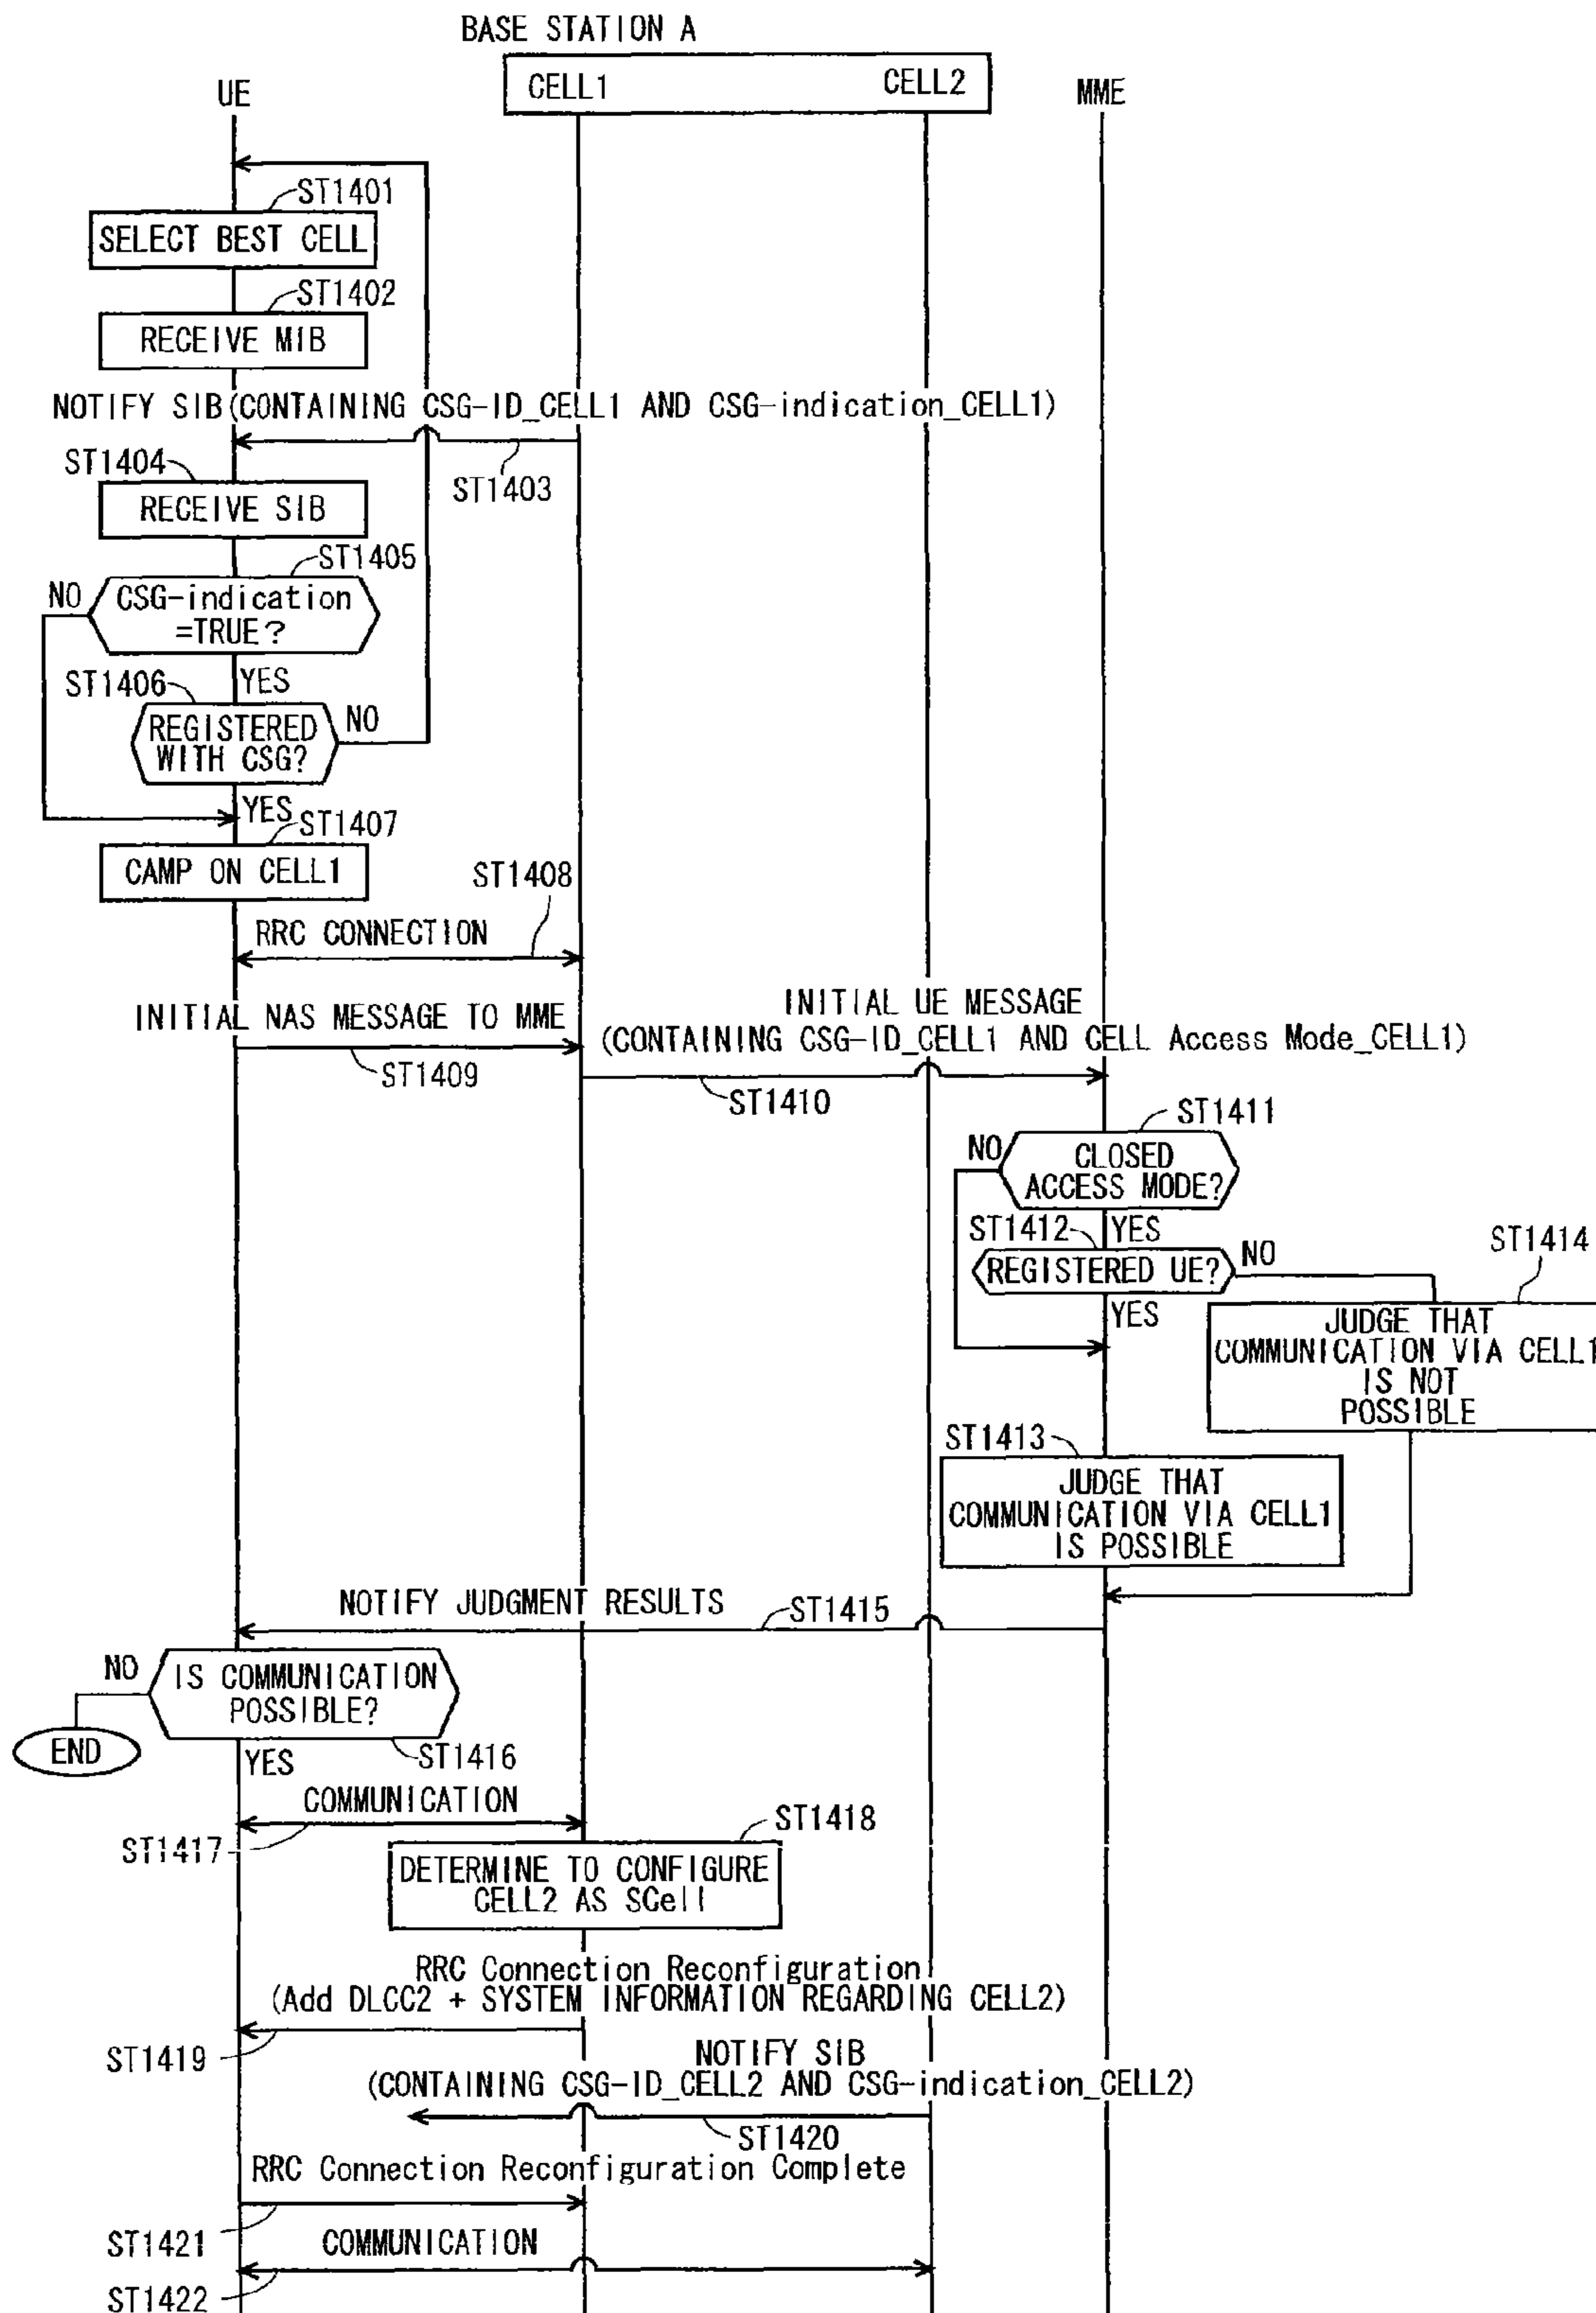 BASE STATION A
UE
CELL1
CELL2
MME
ST1401
SELECT BEST CELL
ST1402
RECEIVE MIB
NOTIFY SIB(CONTAINING CSG-ID_CELL1 AND CSG-indication_CELL1)
ST1403
ST1404
RECEIVE SIB
ST1405
NO
CSG-indication
=TRUE?
YES
ST1406
REGISTERED
WITH CSG?
NO
YES
ST1407
CAMP ON CELL1
ST1408
RRC CONNECTION
INITIAL NAS MESSAGE TO MME
ST1409
INITIAL UE MESSAGE
(CONTAINING CSG-ID_CELL1 AND CELL Access Mode_CELL1)
ST1410
ST1411
NO
CLOSED
ACCESS MODE?
YES
ST1412
REGISTERED UE?
NO
ST1414
YES
JUDGE THAT
COMMUNICATION VIA CELL1
IS NOT
POSSIBLE
ST1413
JUDGE THAT
COMMUNICATION VIA CELL1
IS POSSIBLE
NOTIFY JUDGMENT RESULTS
ST1415
NO
IS COMMUNICATION
POSSIBLE?
END
ST1416
YES
COMMUNICATION
ST1417
ST1418
DETERMINE TO CONFIGURE
CELL2 AS SCell
RRC Connection Reconfiguration
(Add DLCC2 + SYSTEM INFORMATION REGARDING CELL2)
ST1419
NOTIFY SIB
(CONTAINING CSG-ID_CELL2 AND CSG-indication_CELL2)
ST1420
RRC Connection Reconfiguration Complete
ST1421
COMMUNICATION
ST1422